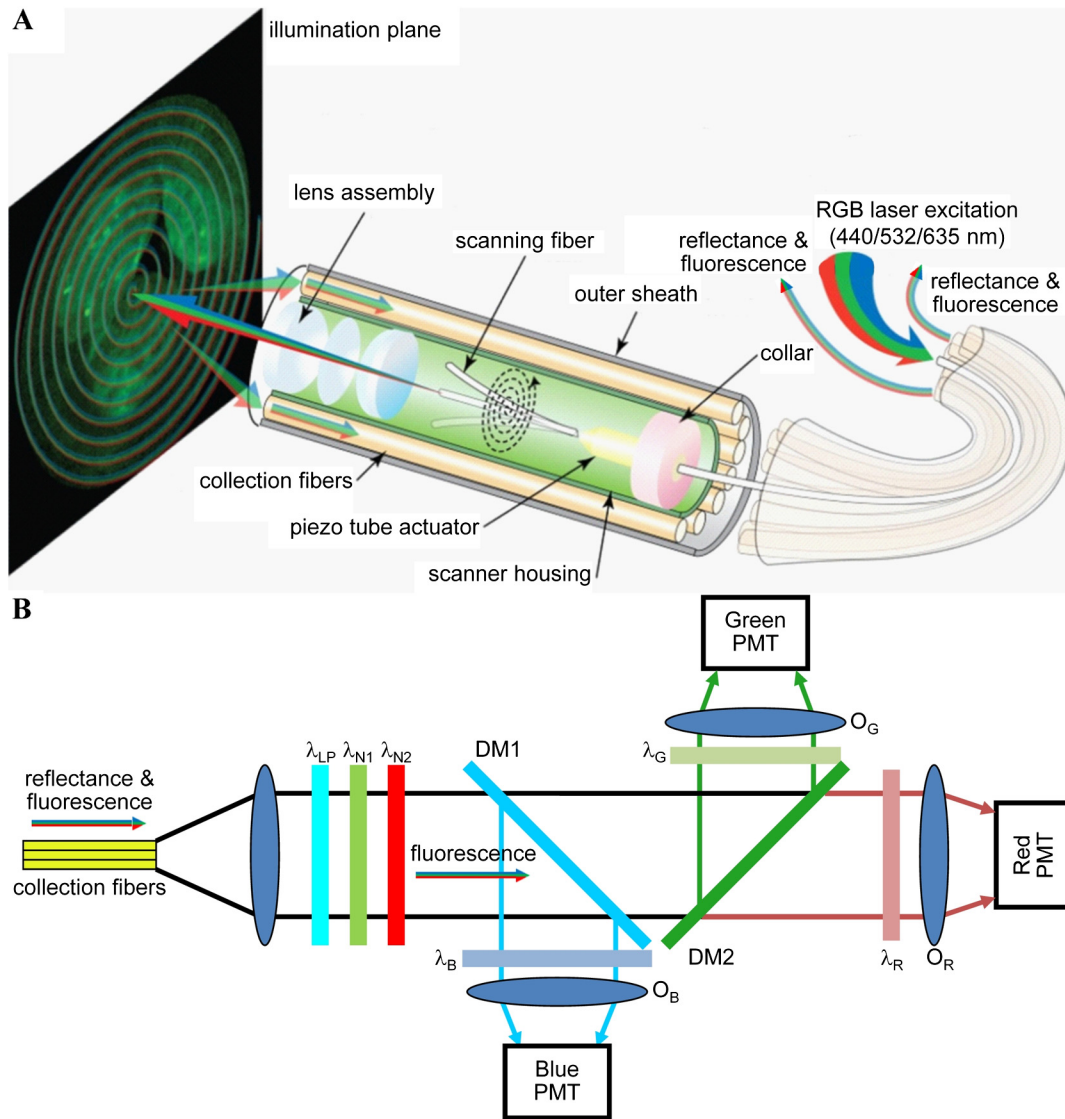 A
illumination plane
lens assembly
scanning fiber
reflectance &
fluorescence
RGB laser excitation
(440/532/635 nm)
reflectance &
fluorescence
outer sheath
collar
collection fibers
piezo tube actuator
scanner housing
B
Green
PMT
O_G
λ_LP λ_N1 λ_N2
DM1
λ_G
reflectance &
fluorescence
fluorescence
collection fibers
Red
PMT
λ_B
DM2
λ_R
O_R
O_B
Blue
PMT